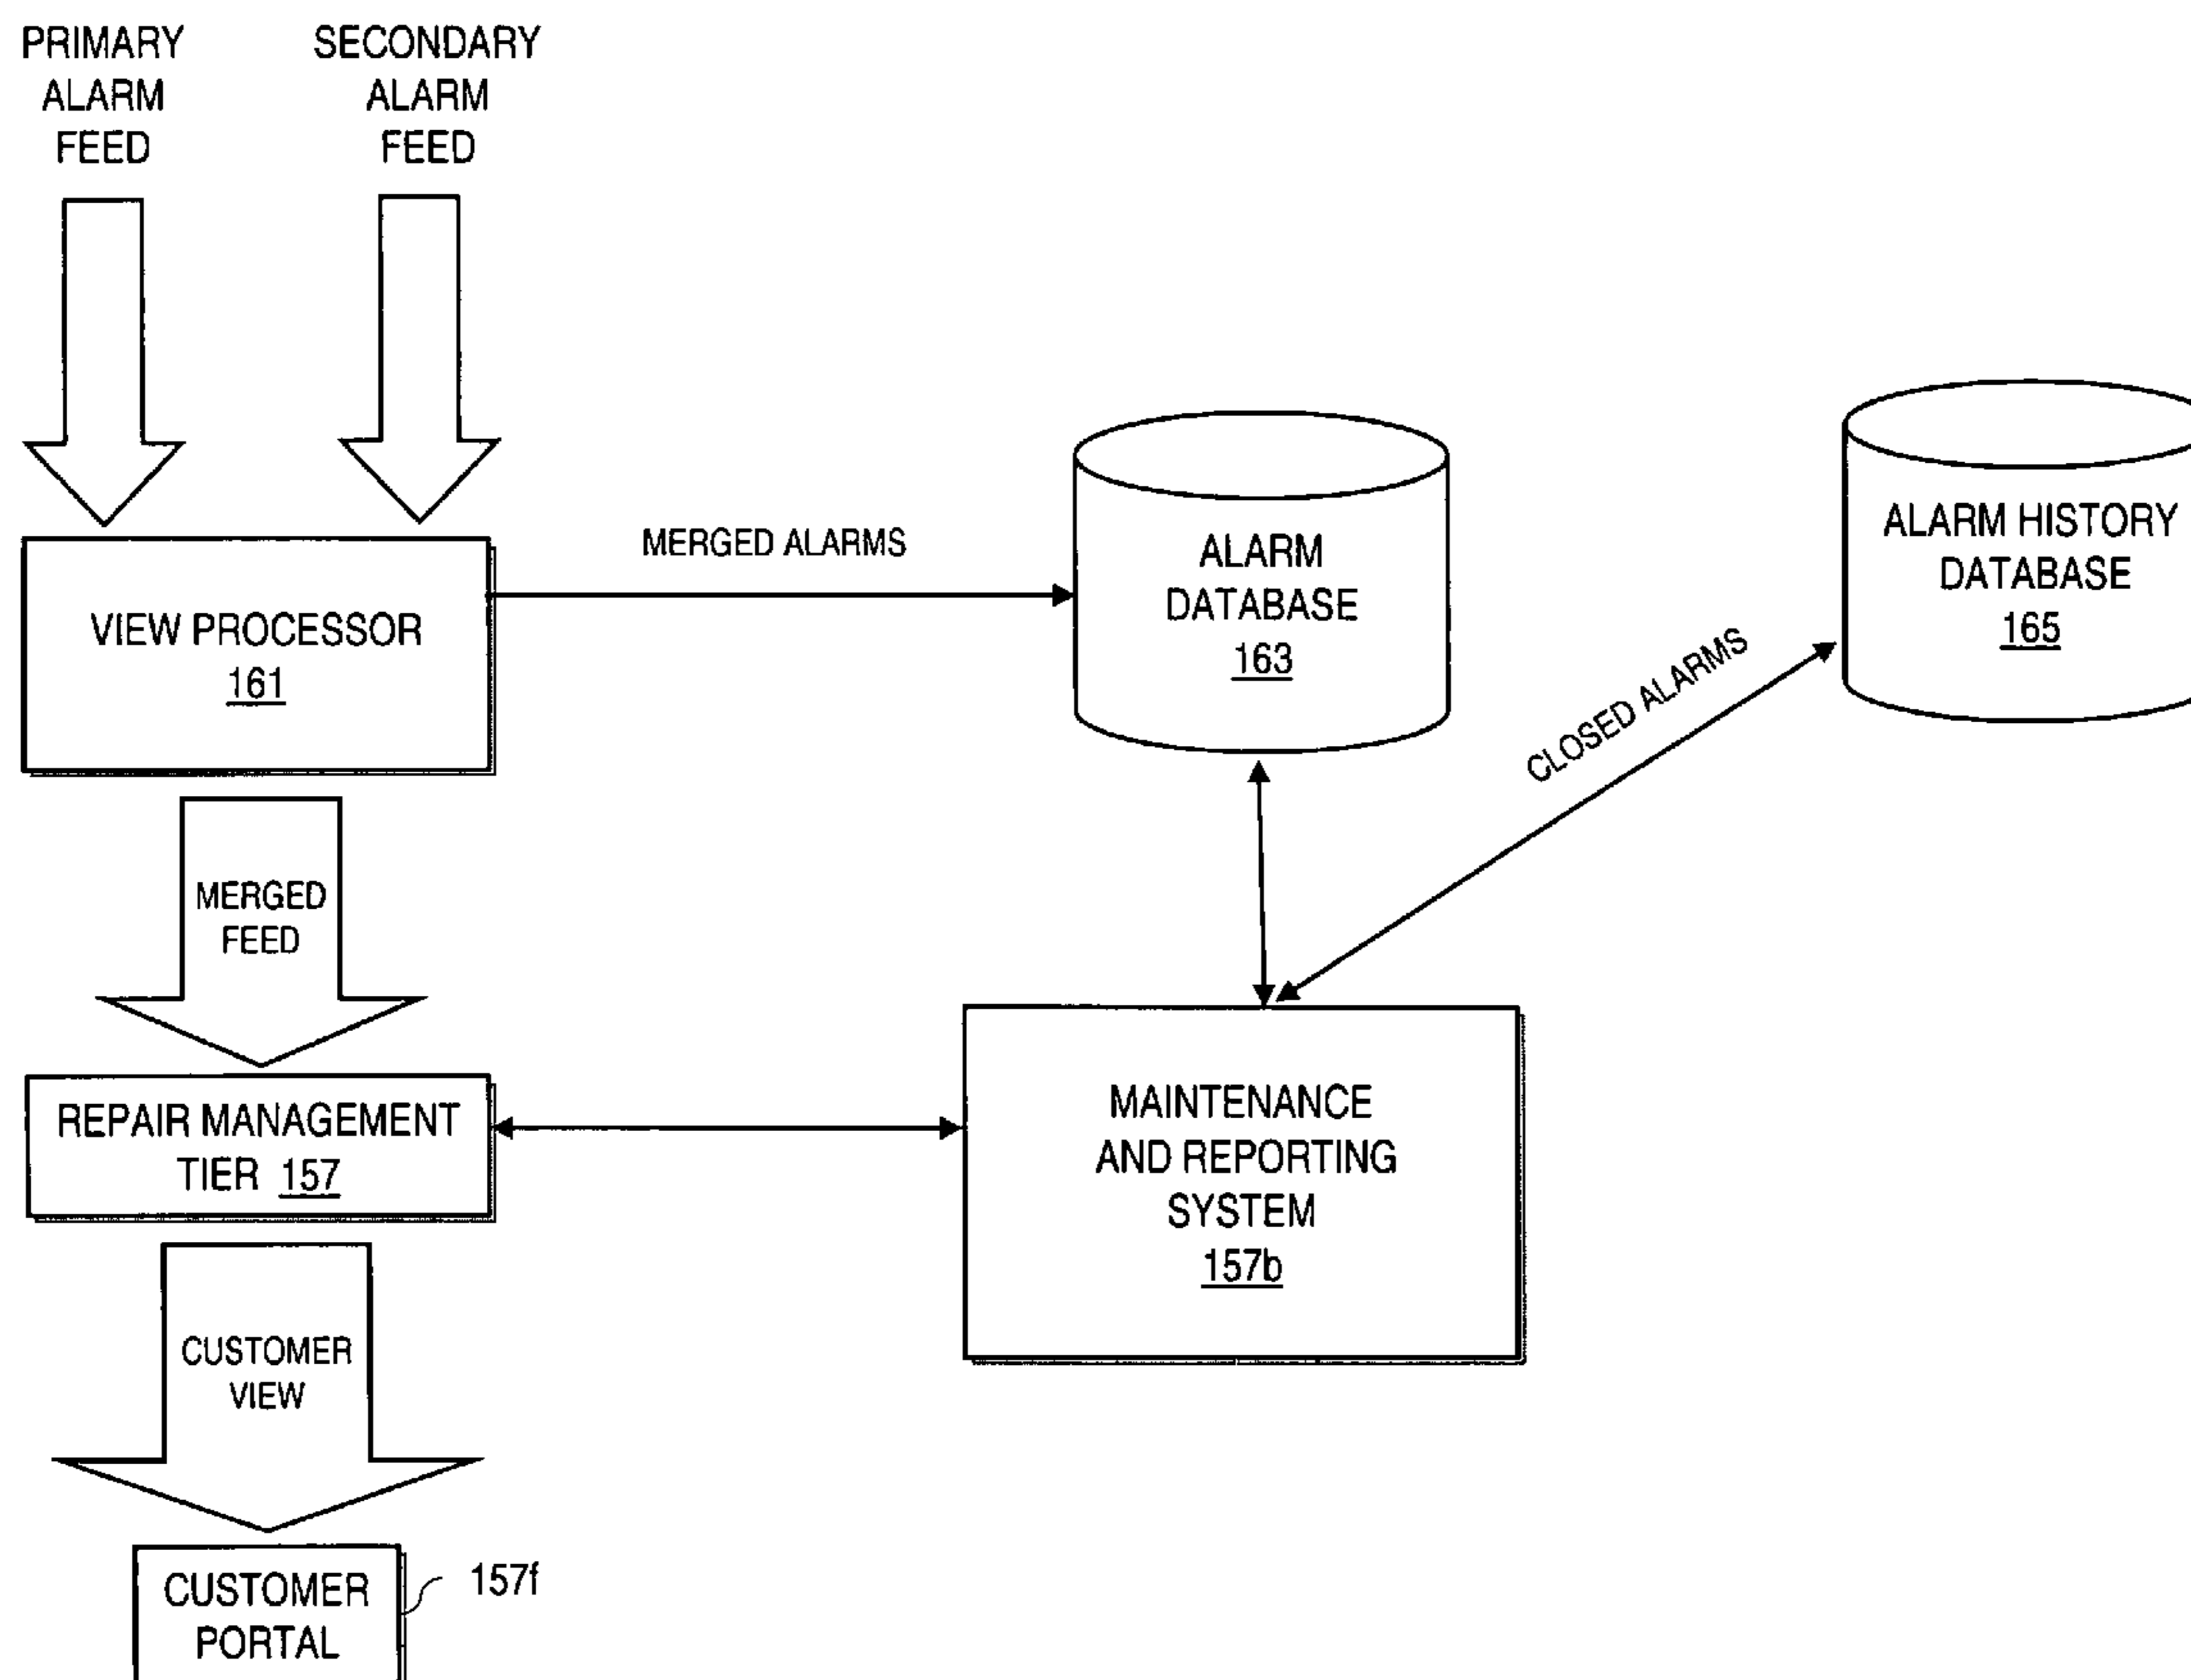 PRIMARY
ALARM
FEED
SECONDARY
ALARM
FEED
VIEW PROCESSOR
161
MERGED ALARMS
ALARM
DATABASE
163
ALARM HISTORY
DATABASE
165
CLOSED ALARMS
MERGED
FEED
REPAIR MANAGEMENT
TIER 157
MAINTENANCE
AND REPORTING
SYSTEM
157b
CUSTOMER
VIEW
CUSTOMER
PORTAL
157f